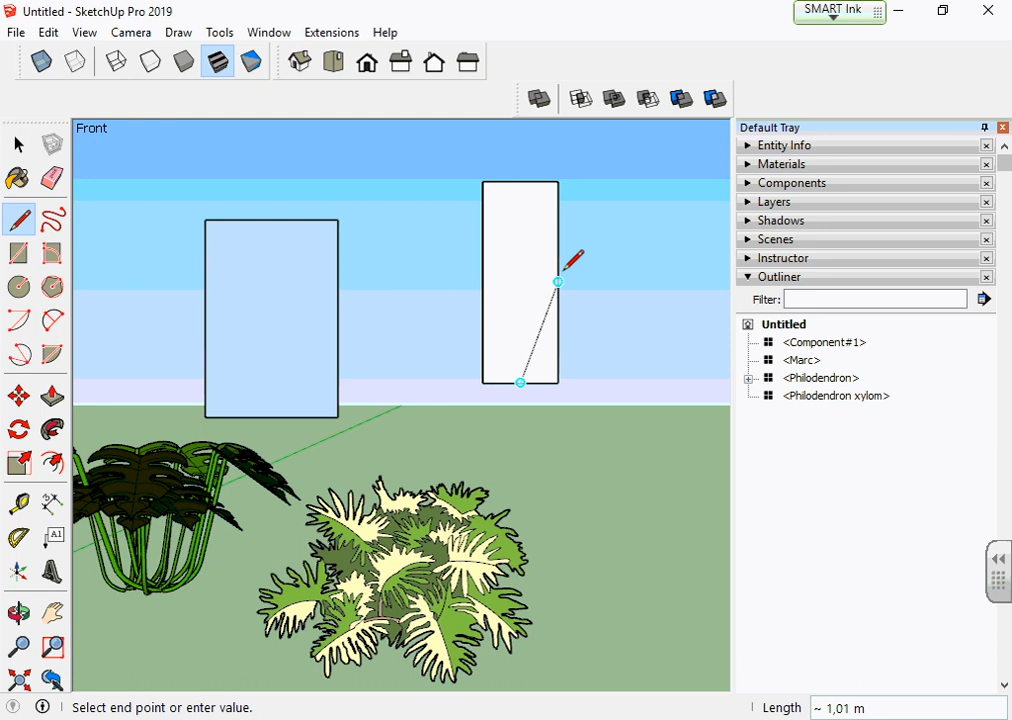 Untitled - SketchUp Pro 2019
SMART Ink
File Edit View Camera Draw Tools Window Extensions Help
Front
Default Tray
Entity Info
Materials
Components
Layers
Shadows
Scenes
Instructor
Outliner
Filter:
Untitled
<Component#1>
<Marc>
<Philodendron>
<Philodendron xylom>
A1
Select end point or enter value.
Length ~ 1,01 m